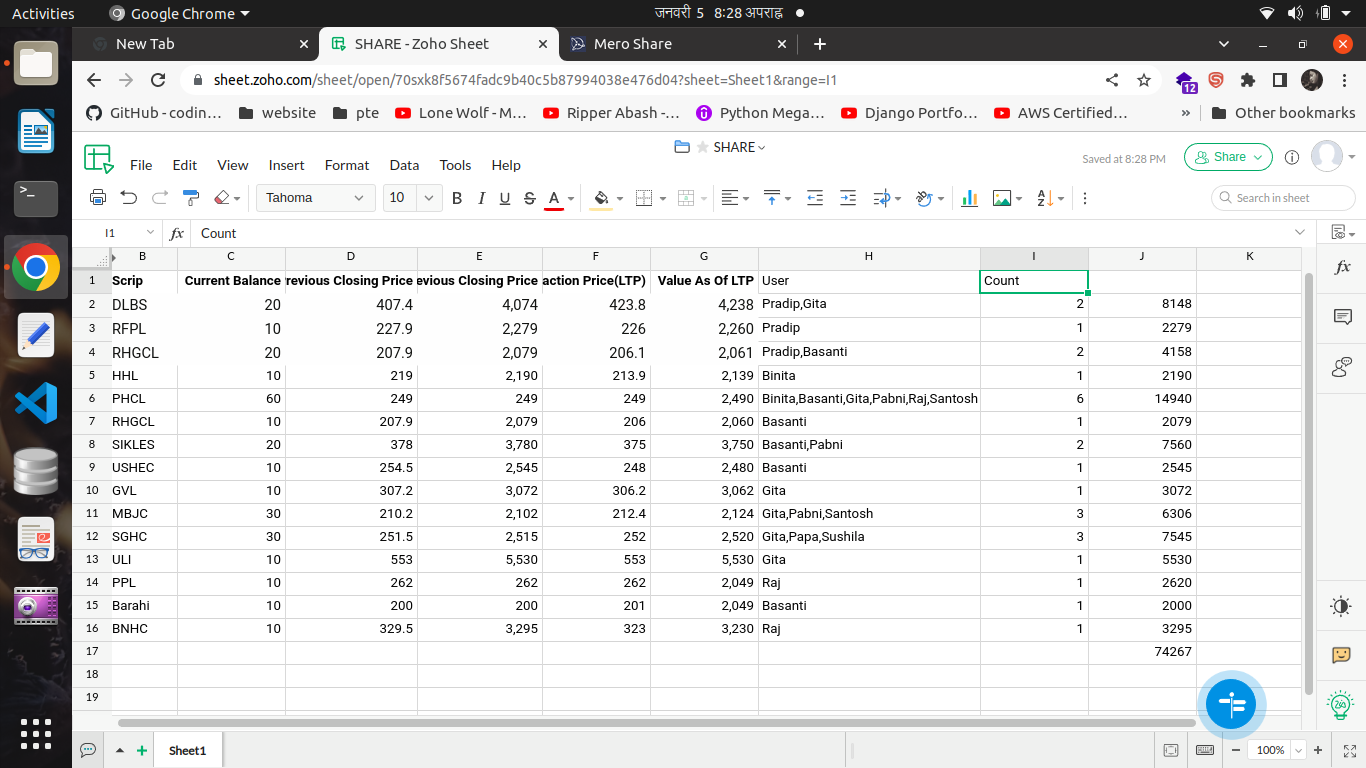 Activities Google Chrome जनवरी 5 8:28 अपराह्न
New Tab SHARE - Zoho Sheet Mero Share
sheet.zoho.com/sheet/open/70sxk8f5674fadc9b40c5b87994038e476d04?sheet=Sheet1&range=I1 12
GitHub - codin... website pte Lone Wolf - M... Ripper Abash -... Python Mega... Django Portfo... AWS Certified... » Other bookmarks
SHARE
File Edit View Insert Format Data Tools Help Saved at 8:28 PM Share
Tahoma 10 B I U S A Search in sheet
I1 fx Count
B C D E F G H I J K
1 Scrip Current Balance revious Closing Price evious Closing Price action Price(LTP) Value As Of LTP User Count
2 DLBS 20 407.4 4,074 423.8 4,238 Pradip,Gita 2 8148
3 RFPL 10 227.9 2,279 226 2,260 Pradip 1 2279
4 RHGCL 20 207.9 2,079 206.1 2,061 Pradip,Basanti 2 4158
5 HHL 10 219 2,190 213.9 2,139 Binita 1 2190
6 PHCL 60 249 249 249 2,490 Binita,Basanti,Gita,Pabni,Raj,Santosh 6 14940
7 RHGCL 10 207.9 2,079 206 2,060 Basanti 1 2079
8 SIKLES 20 378 3,780 375 3,750 Basanti,Pabni 2 7560
9 USHEC 10 254.5 2,545 248 2,480 Basanti 1 2545
10 GVL 10 307.2 3,072 306.2 3,062 Gita 1 3072
11 MBJC 30 210.2 2,102 212.4 2,124 Gita,Pabni,Santosh 3 6306
12 SGHC 30 251.5 2,515 252 2,520 Gita,Papa,Sushila 3 7545
13 ULI 10 553 5,530 553 5,530 Gita 1 5530
14 PPL 10 262 262 262 2,049 Raj 1 2620
15 Barahi 10 200 200 201 2,049 Basanti 1 2000
16 BNHC 10 329.5 3,295 323 3,230 Raj 1 3295
17 74267
18
19
Sheet1 100%